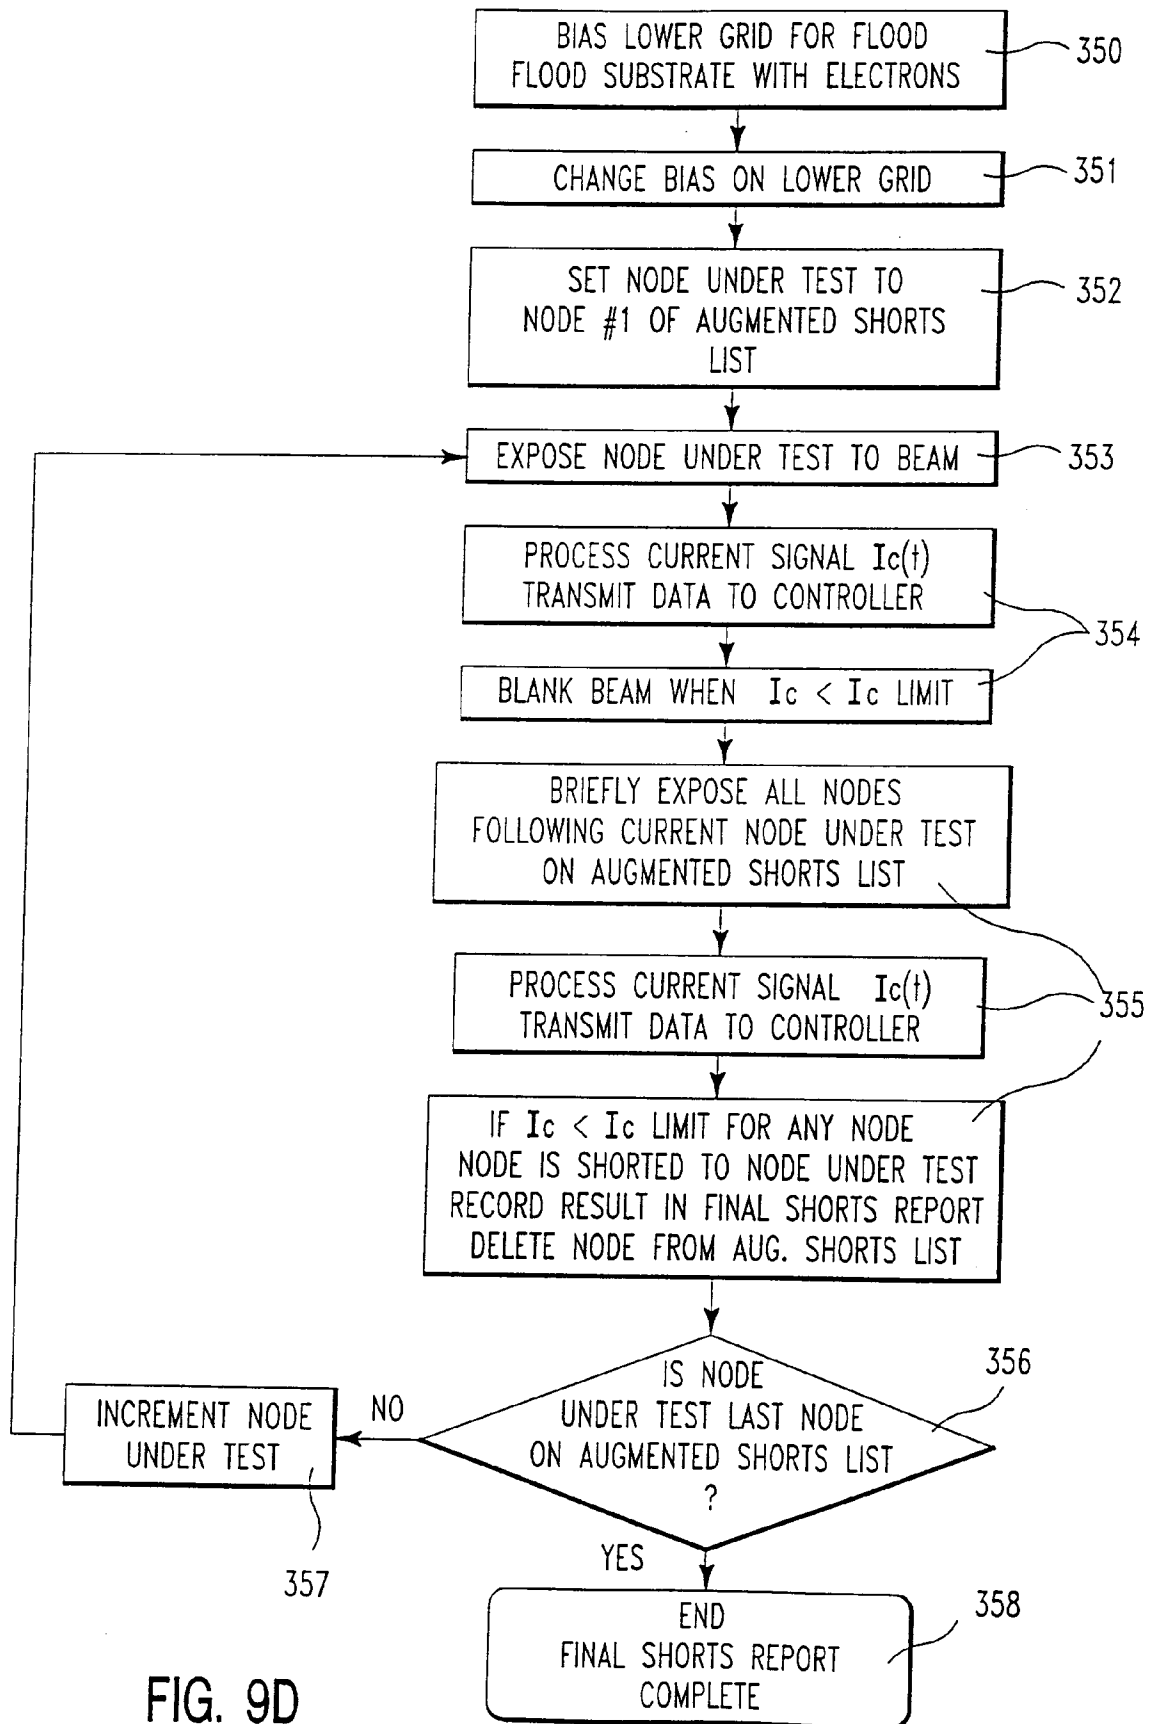 BIAS LOWER GRID FOR FLOOD
FLOOD SUBSTRATE WITH ELECTRONS
350
CHANGE BIAS ON LOWER GRID
351
SET NODE UNDER TEST TO
NODE #1 OF AUGMENTED SHORTS
LIST
352
EXPOSE NODE UNDER TEST TO BEAM
353
PROCESS CURRENT SIGNAL Ic(t)
TRANSMIT DATA TO CONTROLLER
354
BLANK BEAM WHEN Ic < Ic LIMIT
BRIEFLY EXPOSE ALL NODES
FOLLOWING CURRENT NODE UNDER TEST
ON AUGMENTED SHORTS LIST
PROCESS CURRENT SIGNAL Ic(t)
TRANSMIT DATA TO CONTROLLER
355
IF Ic < Ic LIMIT FOR ANY NODE
NODE IS SHORTED TO NODE UNDER TEST
RECORD RESULT IN FINAL SHORTS REPORT
DELETE NODE FROM AUG. SHORTS LIST
IS NODE
UNDER TEST LAST NODE
ON AUGMENTED SHORTS LIST
?
356
NO
INCREMENT NODE
UNDER TEST
357
YES
END
FINAL SHORTS REPORT
COMPLETE
358
FIG. 9D